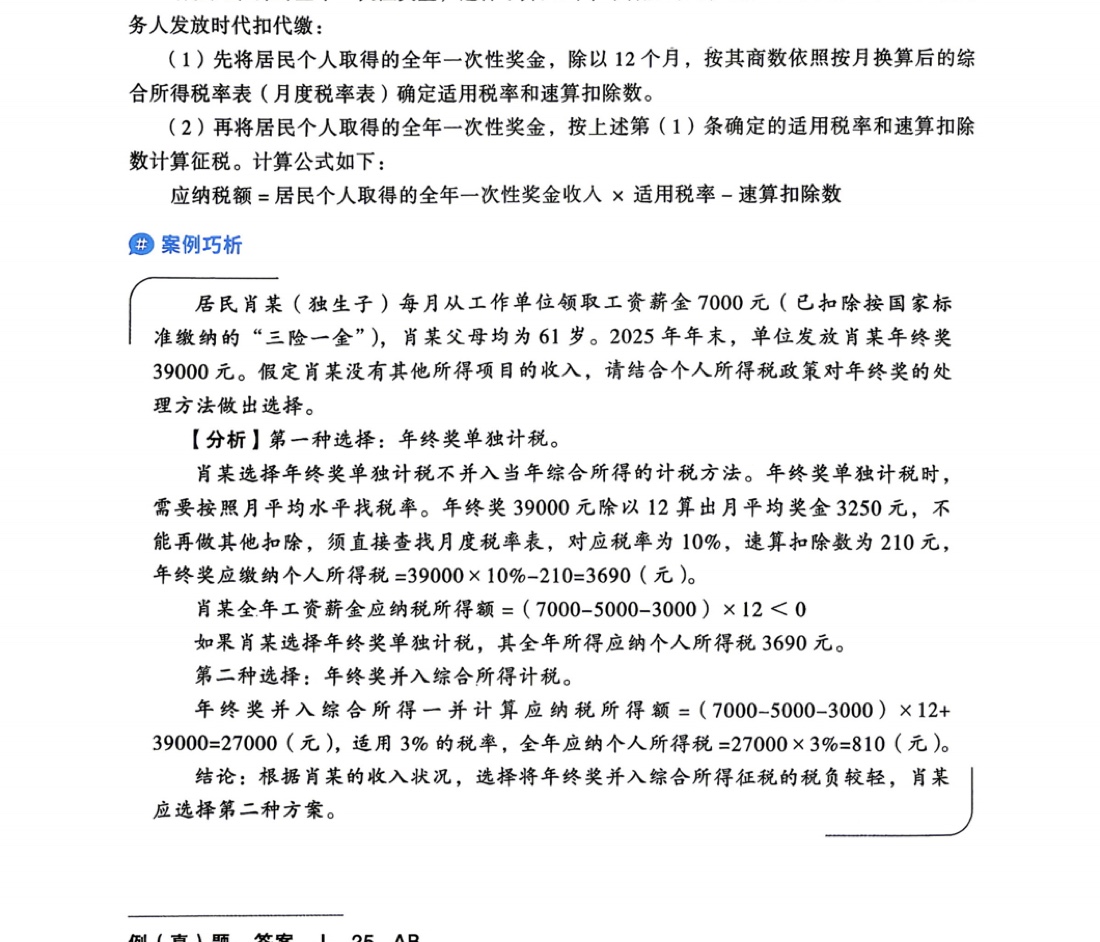 务人发放时代扣代缴：
（1）先将居民个人取得的全年一次性奖金，除以12个月，按其商数依照按月换算后的综
合所得税率表（月度税率表）确定适用税率和速算扣除数。
（2）再将居民个人取得的全年一次性奖金，按上述第（1）条确定的适用税率和速算扣除
数计算征税。计算公式如下：
应纳税额=居民个人取得的全年一次性奖金收入 × 适用税率－速算扣除数
# 案例巧析
居民肖某（独生子）每月从工作单位领取工资薪金7000元（已扣除按国家标
准缴纳的“三险一金”），肖某父母均为61岁。2025年年末，单位发放肖某年终奖
39000元。假定肖某没有其他所得项目的收入，请结合个人所得税政策对年终奖的处
理方法做出选择。
【分析】第一种选择：年终奖单独计税。
肖某选择年终奖单独计税不并入当年综合所得的计税方法。年终奖单独计税时，
需要按照月平均水平找税率。年终奖39000元除以12算出月平均奖金3250元，不
能再做其他扣除，须直接查找月度税率表，对应税率为10%，速算扣除数为210元，
年终奖应缴纳个人所得税=39000×10%-210=3690（元）。
肖某全年工资薪金应纳税所得额=（7000-5000-3000）×12＜0
如果肖某选择年终奖单独计税，其全年所得应纳个人所得税3690元。
第二种选择：年终奖并入综合所得计税。
年终奖并入综合所得一并计算应纳税所得额=（7000-5000-3000）×12+
39000=27000（元），适用3%的税率，全年应纳个人所得税=27000×3%=810（元）。
结论：根据肖某的收入状况，选择将年终奖并入综合所得征税的税负较轻，肖某
应选择第二种方案。